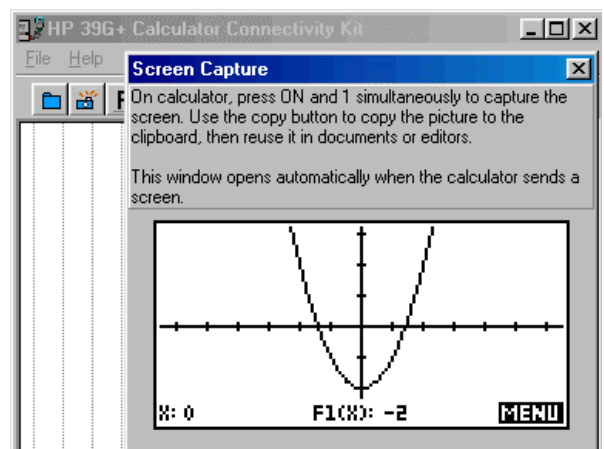 HP 39G+ Calculator Connectivity Kit
File Help
Screen Capture
On calculator, press ON and 1 simultaneously to capture the
screen. Use the copy button to copy the picture to the
clipboard, then reuse it in documents or editors.
This window opens automatically when the calculator sends a
screen.
X: 0 F1(X): -2 MENU